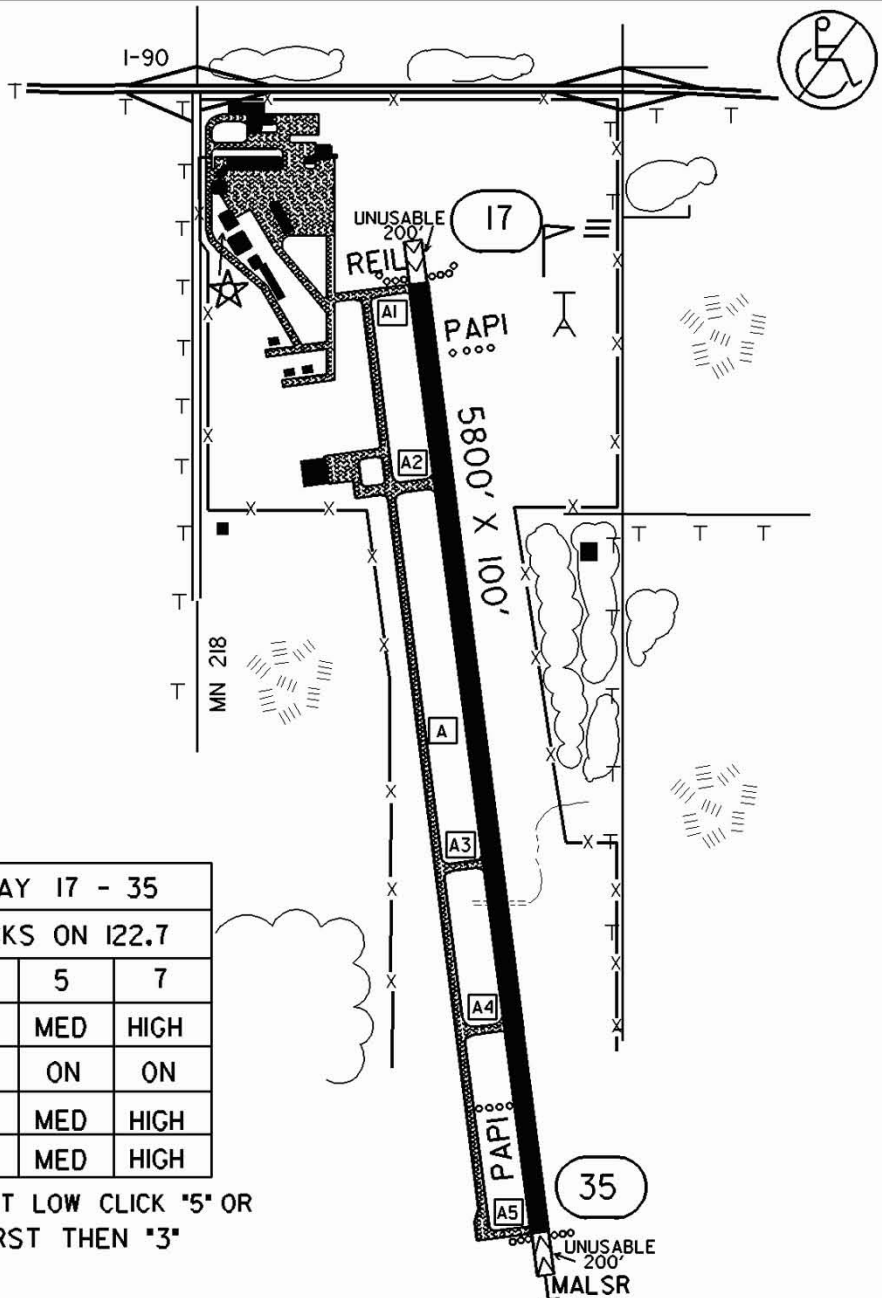 I-90
UNUSABLE
200'
17
REIL
A1
PAPI
5800' X 100'
A2
MN 218
A
A3
A4
PAPI
A5
35
UNUSABLE
200'
MALSR
AY 17 - 35
KS ON 122.7
5 7
MED HIGH
ON ON
MED HIGH
MED HIGH
T LOW CLICK "5" OR
RST THEN "3"